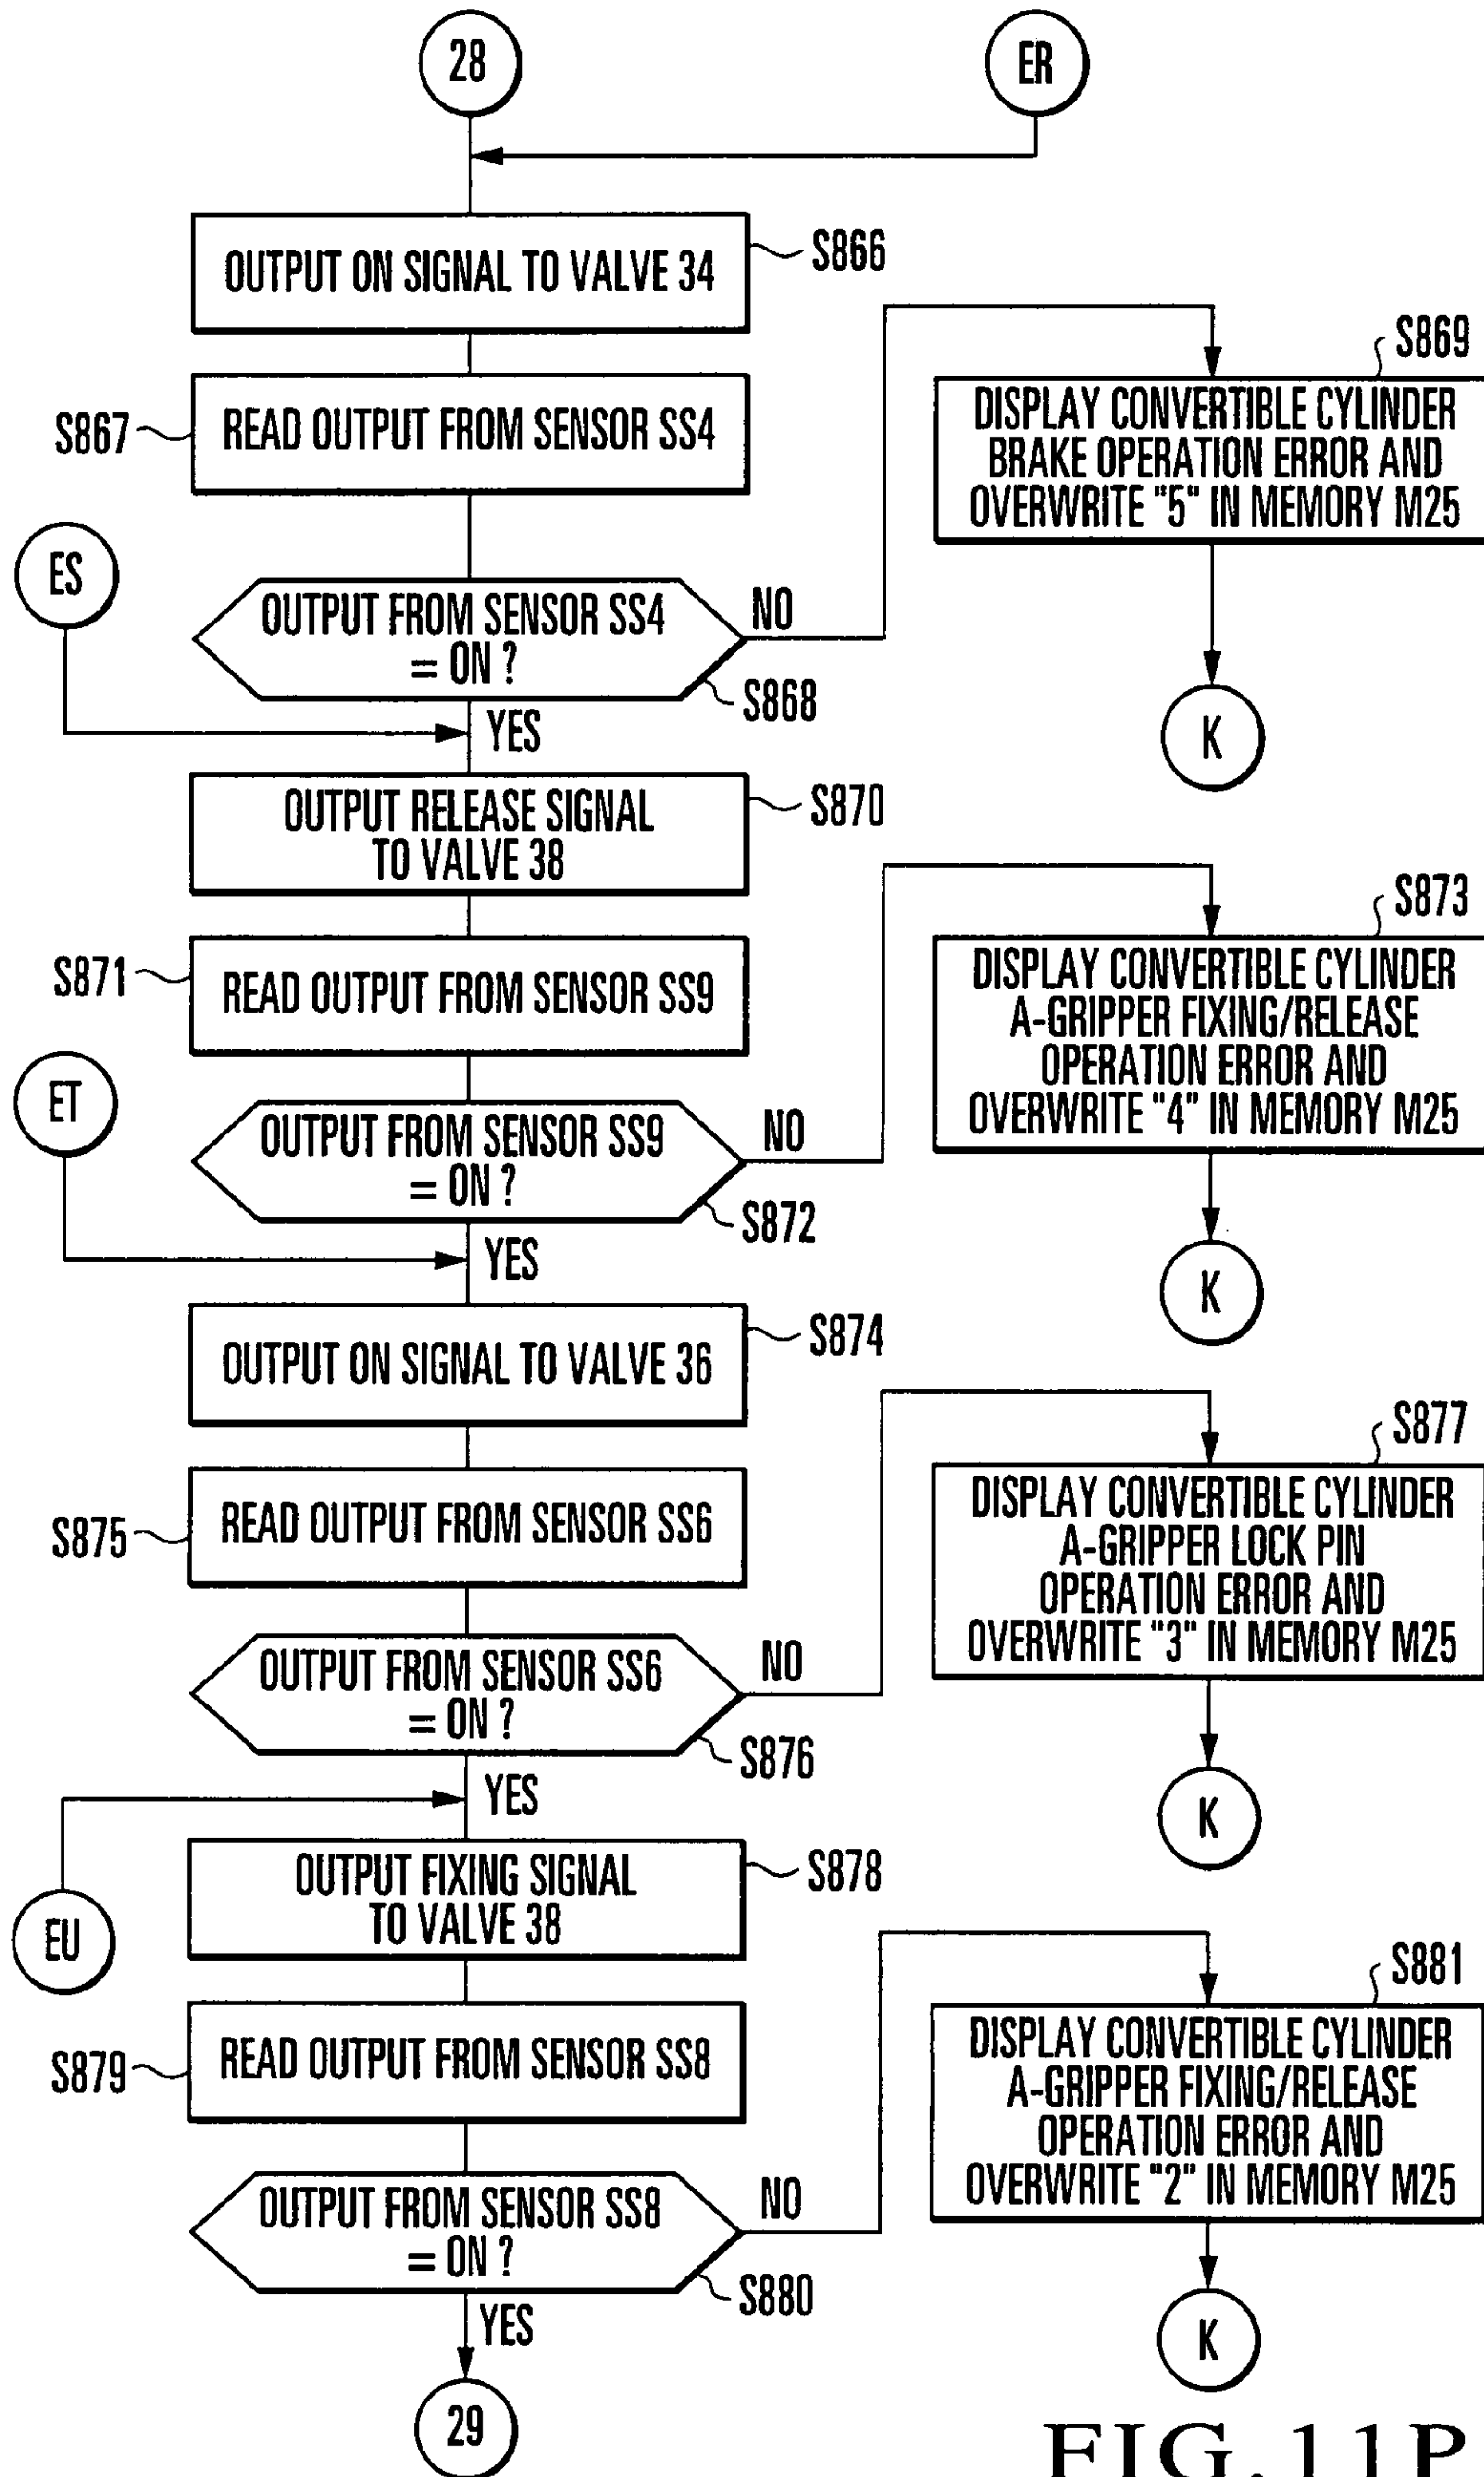 28
ER
OUTPUT ON SIGNAL TO VALVE 34
S866
READ OUTPUT FROM SENSOR SS4
S867
S869
DISPLAY CONVERTIBLE CYLINDER
BRAKE OPERATION ERROR AND
OVERWRITE "5" IN MEMORY M25
ES
OUTPUT FROM SENSOR SS4
= ON ?
NO
S868
YES
K
OUTPUT RELEASE SIGNAL
TO VALVE 38
S870
S871
READ OUTPUT FROM SENSOR SS9
S873
DISPLAY CONVERTIBLE CYLINDER
A-GRIPPER FIXING/RELEASE
OPERATION ERROR AND
OVERWRITE "4" IN MEMORY M25
ET
OUTPUT FROM SENSOR SS9
= ON ?
NO
S872
YES
K
OUTPUT ON SIGNAL TO VALVE 36
S874
S875
READ OUTPUT FROM SENSOR SS6
S877
DISPLAY CONVERTIBLE CYLINDER
A-GRIPPER LOCK PIN
OPERATION ERROR AND
OVERWRITE "3" IN MEMORY M25
OUTPUT FROM SENSOR SS6
= ON ?
NO
S876
YES
K
EU
OUTPUT FIXING SIGNAL
TO VALVE 38
S878
S879
READ OUTPUT FROM SENSOR SS8
S881
DISPLAY CONVERTIBLE CYLINDER
A-GRIPPER FIXING/RELEASE
OPERATION ERROR AND
OVERWRITE "2" IN MEMORY M25
OUTPUT FROM SENSOR SS8
= ON ?
NO
S880
YES
K
29
FIG.11P